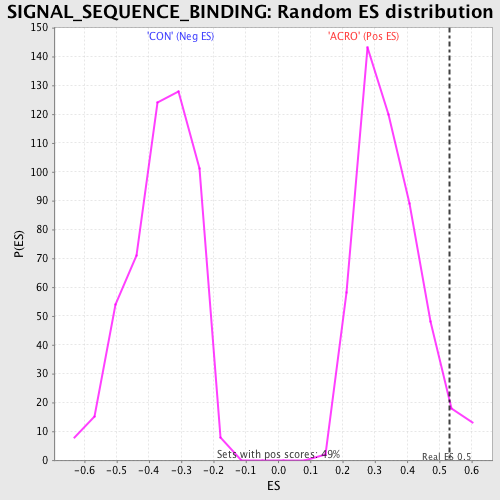 SIGNAL_SEQUENCE_BINDING: Random ES distribution
'CON' (Neg ES)
'ACRO' (Pos ES)
150
140
130
120
110
100
90
80
70
60
50
40
30
20
10
0
P(ES)
Sets with pos scores: 49%
Real ES 0.5
-0.6 -0.5 -0.4 -0.3 -0.2 -0.1 0.0 0.1 0.2 0.3 0.4 0.5 0.6
ES